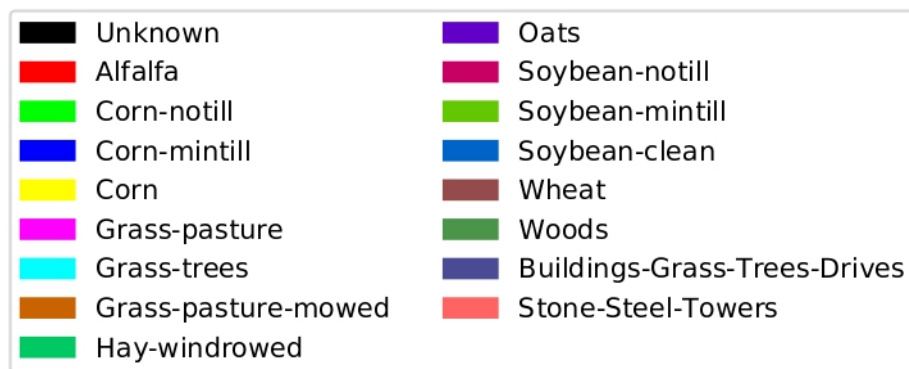 Unknown
Alfalfa
Corn-notill
Corn-mintill
Corn
Grass-pasture
Grass-trees
Grass-pasture-mowed
Hay-windrowed
Oats
Soybean-notill
Soybean-mintill
Soybean-clean
Wheat
Woods
Buildings-Grass-Trees-Drives
Stone-Steel-Towers